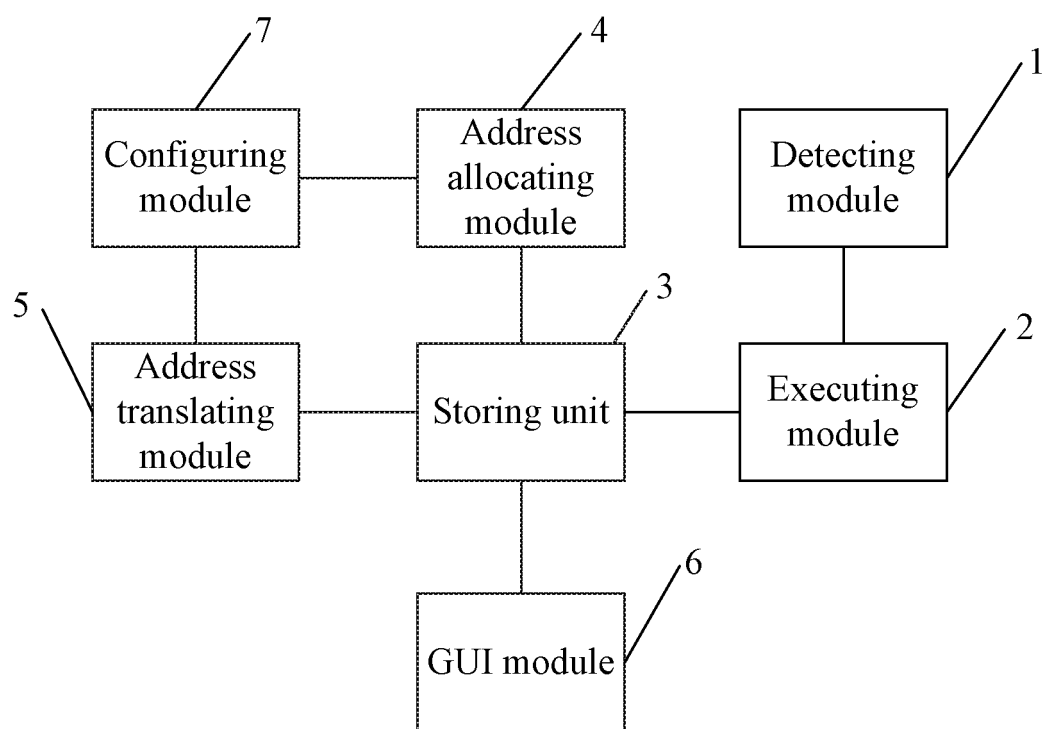 7
4
1
Configuring
module
Address
allocating
module
Detecting
module
5
3
2
Address
translating
module
Storing unit
Executing
module
6
GUI module